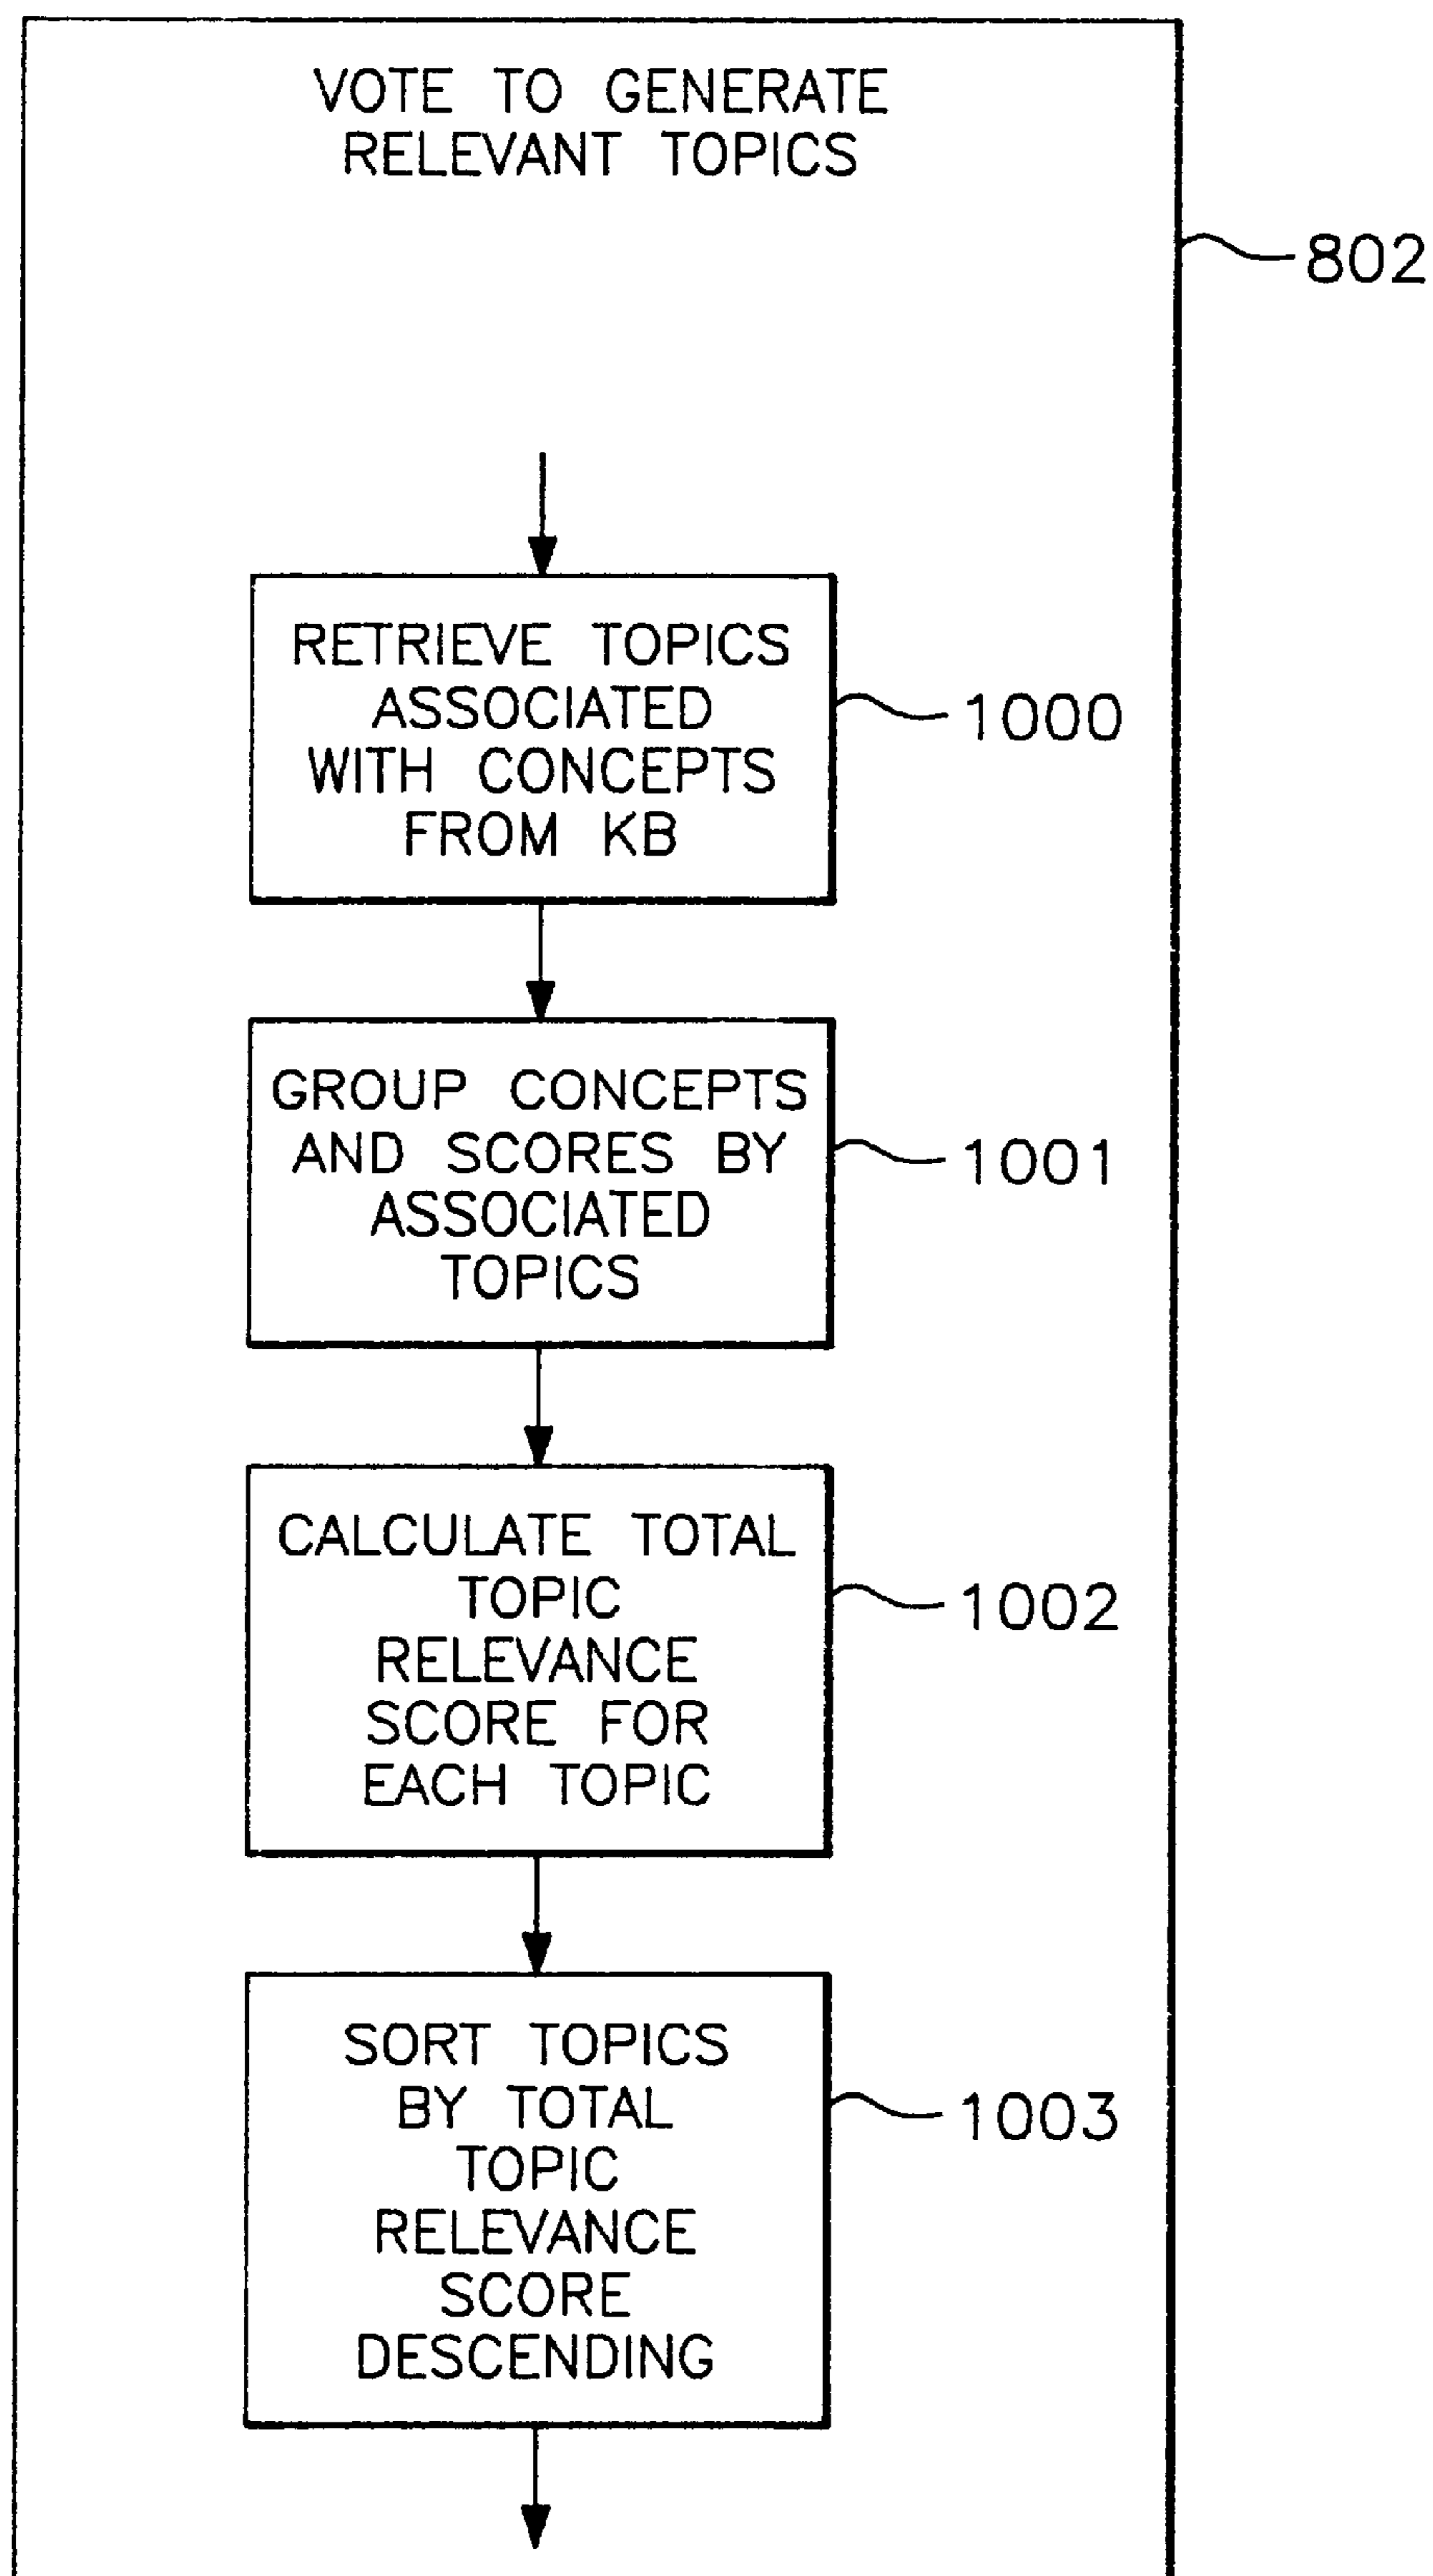 VOTE TO GENERATE
RELEVANT TOPICS
802
RETRIEVE TOPICS
ASSOCIATED
WITH CONCEPTS
FROM KB
1000
GROUP CONCEPTS
AND SCORES BY
ASSOCIATED
TOPICS
1001
CALCULATE TOTAL
TOPIC
RELEVANCE
SCORE FOR
EACH TOPIC
1002
SORT TOPICS
BY TOTAL
TOPIC
RELEVANCE
SCORE
DESCENDING
1003